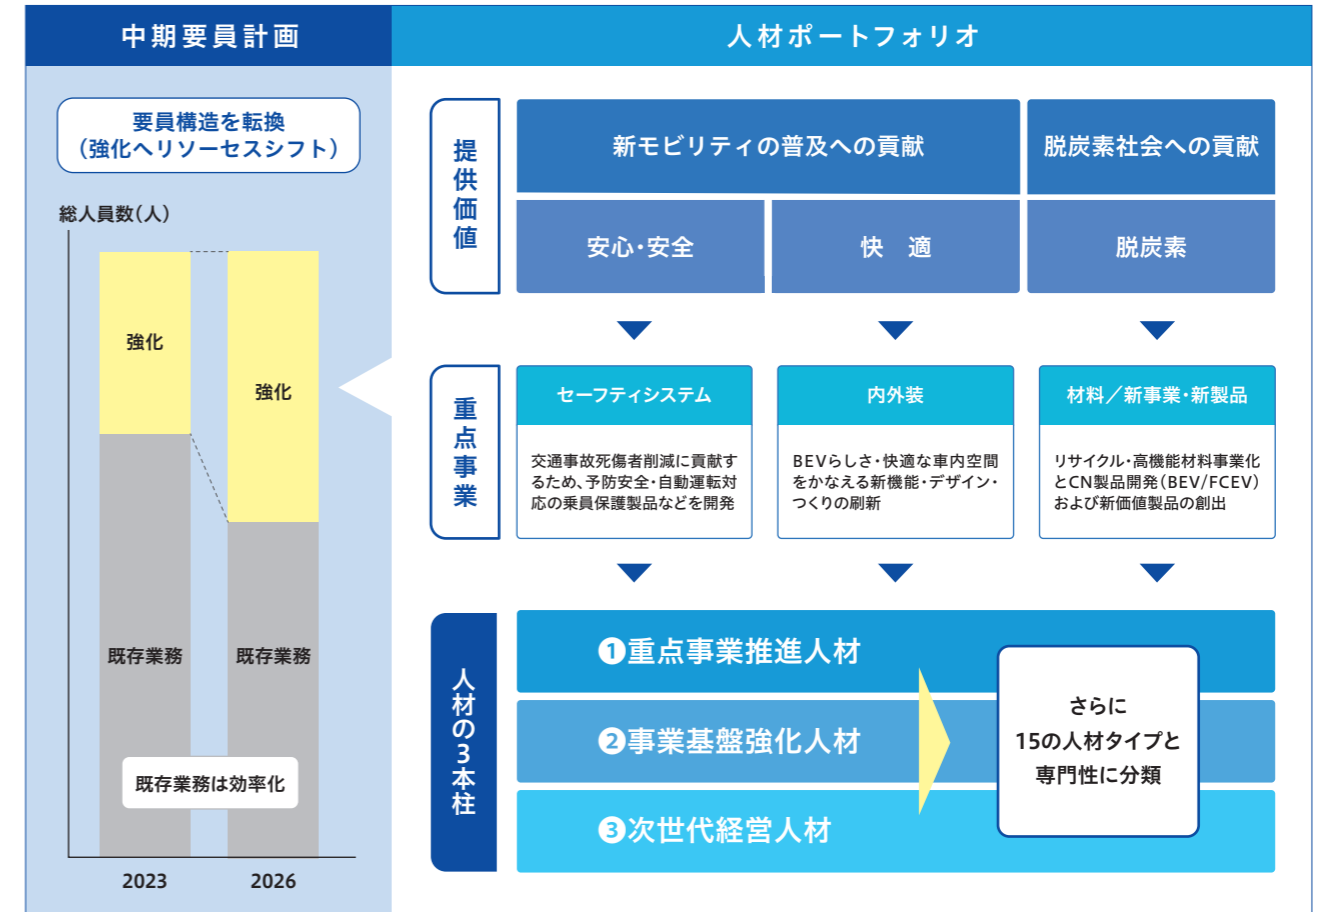 中期要員計画
人材ポートフォリオ
要員構造を転換
（強化へリソーセスシフト）
総人員数（人）
強化
強化
既存業務
既存業務
既存業務は効率化
2023
2026
提供価値
新モビリティの普及への貢献
脱炭素社会への貢献
安心・安全
快　適
脱炭素
重点事業
セーフティシステム
交通事故死傷者削減に貢献す
るため、予防安全・自動運転対
応の乗員保護製品などを開発
内外装
BEVらしさ・快適な車内空間
をかなえる新機能・デザイン・
つくりの刷新
材料／新事業・新製品
リサイクル・高機能材料事業化
とCN製品開発（BEV/FCEV）
および新価値製品の創出
人材の3本柱
❶重点事業推進人材
❷事業基盤強化人材
❸次世代経営人材
さらに
15の人材タイプと
専門性に分類